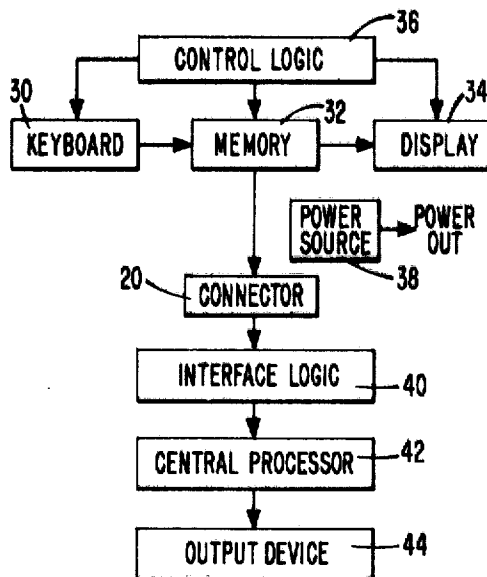 36
CONTROL LOGIC
30
32
34
KEYBOARD
MEMORY
DISPLAY
POWER
SOURCE
POWER
OUT
38
20
CONNECTOR
INTERFACE LOGIC
40
CENTRAL PROCESSOR
42
OUTPUT DEVICE
44